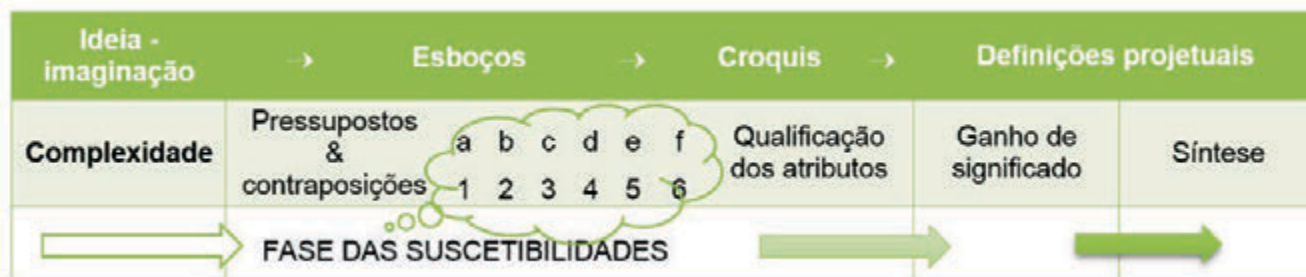 Ideia - imaginação → Esboços → Croquis → Definições projetuais
Complexidade
Pressupostos
&
contraposições
a b c d e f
1 2 3 4 5 6
Qualificação
dos atributos
Ganho de
significado
Síntese
FASE DAS SUSCETIBILIDADES